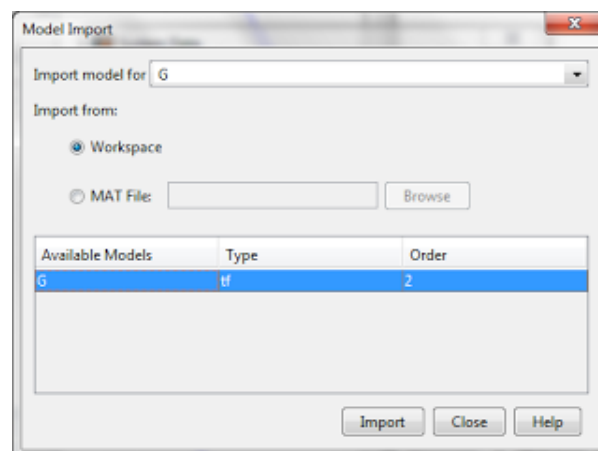 Model Import
Import model for G
Import from:
Workspace
MAT File:
Browse
Available Models Type Order
G tf 2
Import Close Help